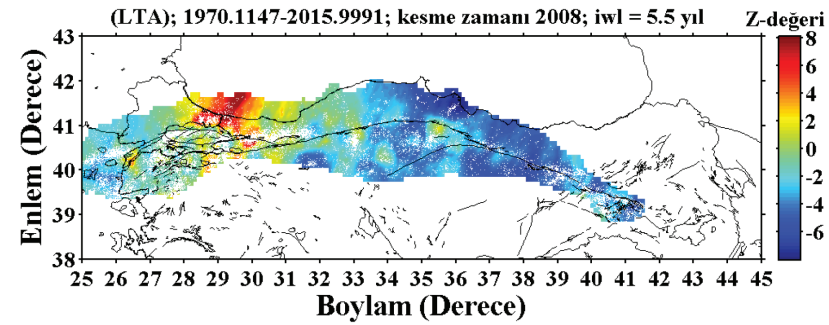 (LTA); 1970.1147-2015.9991; kesme zamanı 2008; iwl = 5.5 yıl
Z-değeri
43
42
41
40
39
38
Enlem (Derece)
8
6
4
2
0
-2
-4
-6
25 26 27 28 29 30 31 32 33 34 35 36 37 38 39 40 41 42 43 44 45
Boylam (Derece)